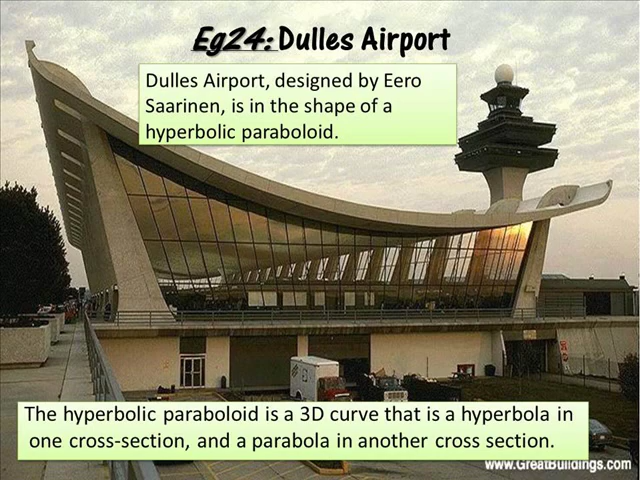 Eg24: Dulles Airport
Dulles Airport, designed by Eero
Saarinen, is in the shape of a
hyperbolic paraboloid.
The hyperbolic paraboloid is a 3D curve that is a hyperbola in
one cross-section, and a parabola in another cross section.
www.GreatBuildings.com